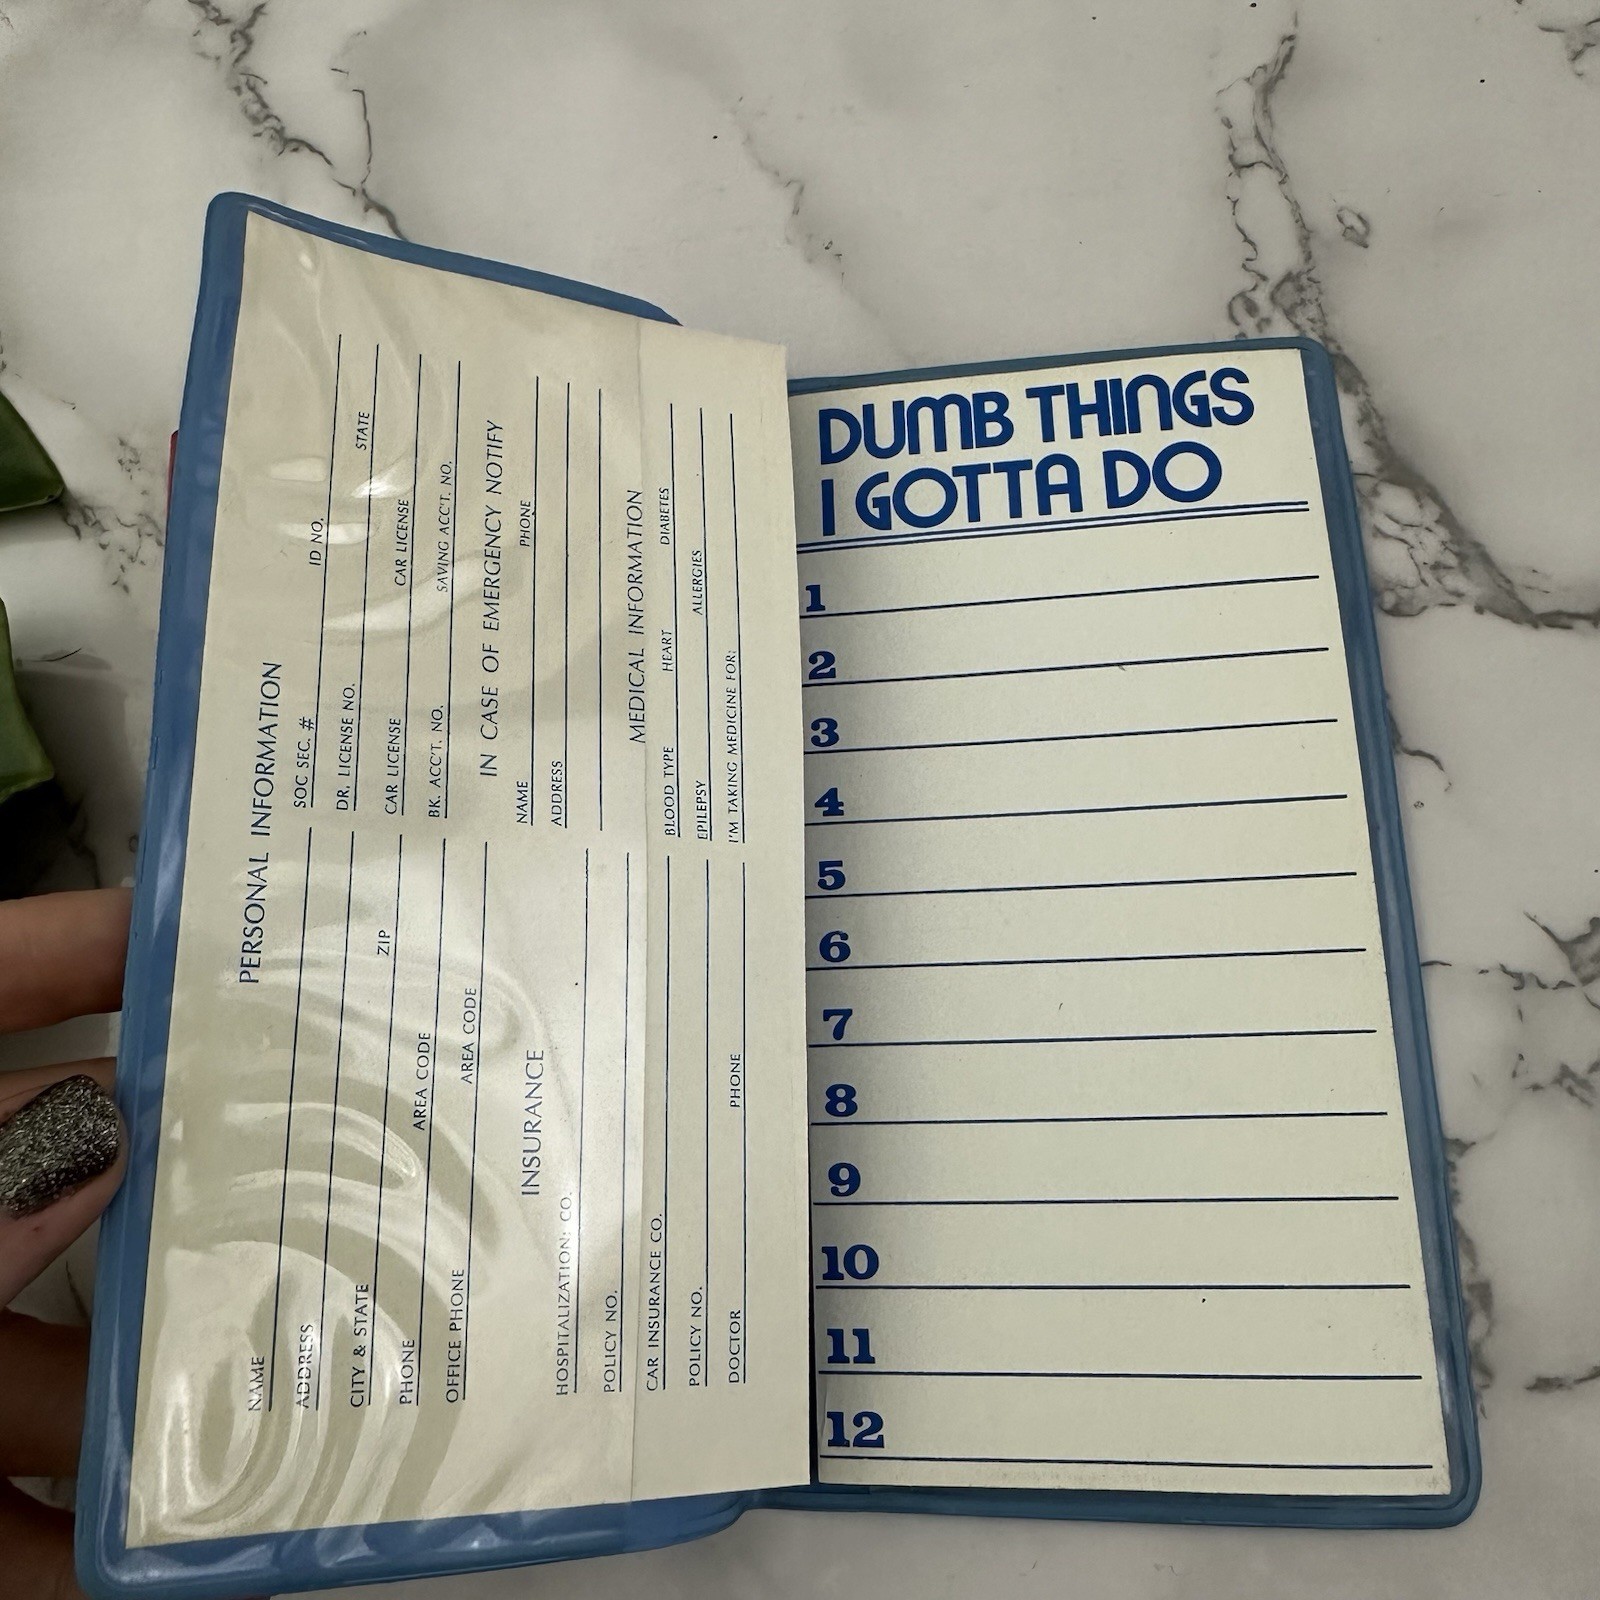 PERSONAL INFORMATION
NAME
ADDRESS
CITY & STATE ZIP
PHONE AREA CODE
OFFICE PHONE AREA CODE
INSURANCE
HOSPITALIZATION: CO.
POLICY NO.
CAR INSURANCE CO.
POLICY NO.
DOCTOR PHONE
SOC SEC. # ID NO.
DR. LICENSE NO. STATE
CAR LICENSE CAR LICENSE
BK. ACC'T. NO. SAVING ACC'T. NO.
IN CASE OF EMERGENCY NOTIFY
NAME PHONE
ADDRESS
MEDICAL INFORMATION
BLOOD TYPE HEART DIABETES
EPILEPSY ALLERGIES
I'M TAKING MEDICINE FOR:
DUMB THINGS
I GOTTA DO
1
2
3
4
5
6
7
8
9
10
11
12